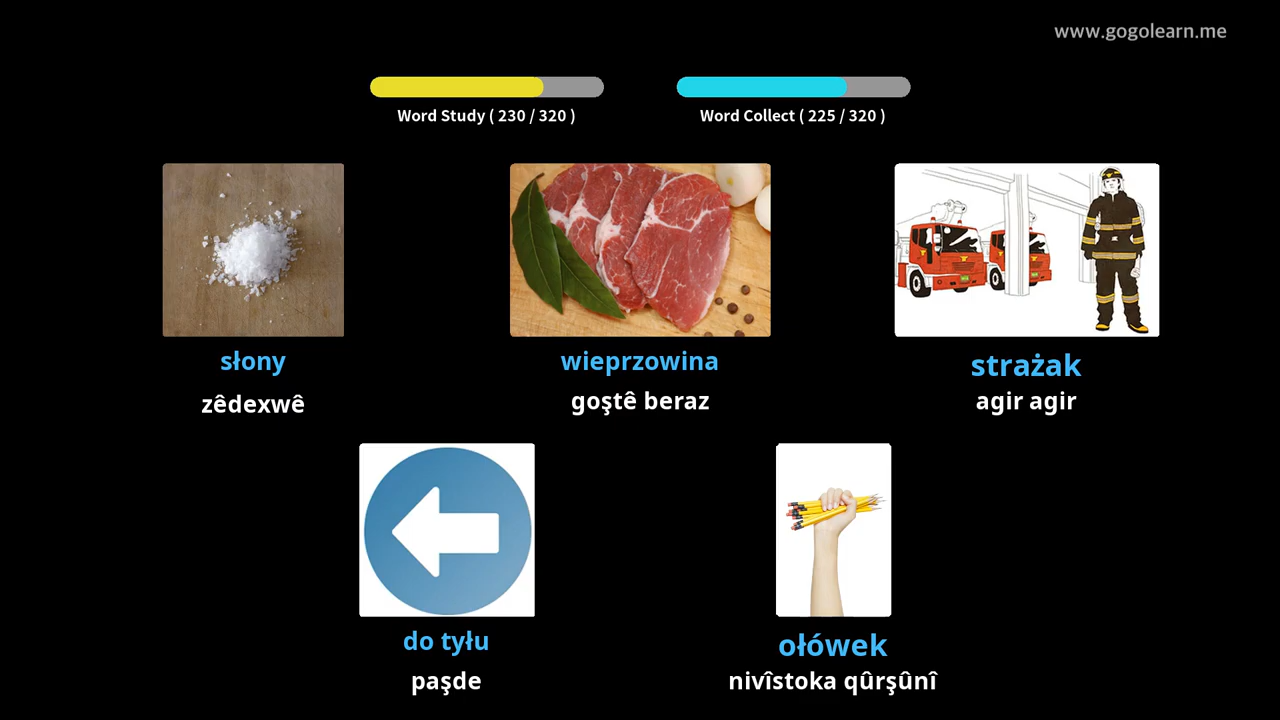 www.gogolearn.me
Word Study ( 230 / 320 )
Word Collect ( 225 / 320 )
słony
zêdexwê
wieprzowina
goştê beraz
strażak
agir agir
do tyłu
paşde
ołówek
nivîstoka qûrşûnî